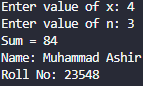 Enter value of x: 4
Enter value of n: 3
Sum = 84
Name: Muhammad Ashir
Roll No: 23548